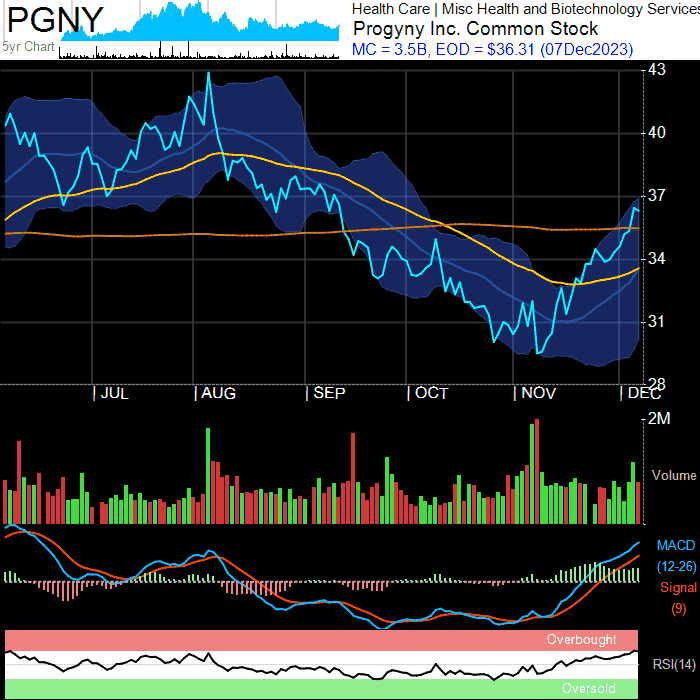 PGNY
5yr Chart
Health Care | Misc Health and Biotechnology Services
Progyny Inc. Common Stock
MC = 3.5B, EOD = $36.31 (07Dec2023)
43
40
37
34
31
28
| JUL | AUG | SEP | OCT | NOV | DEC
2M
Volume
MACD
(12-26)
Signal
(9)
Overbought
RSI(14)
Oversold